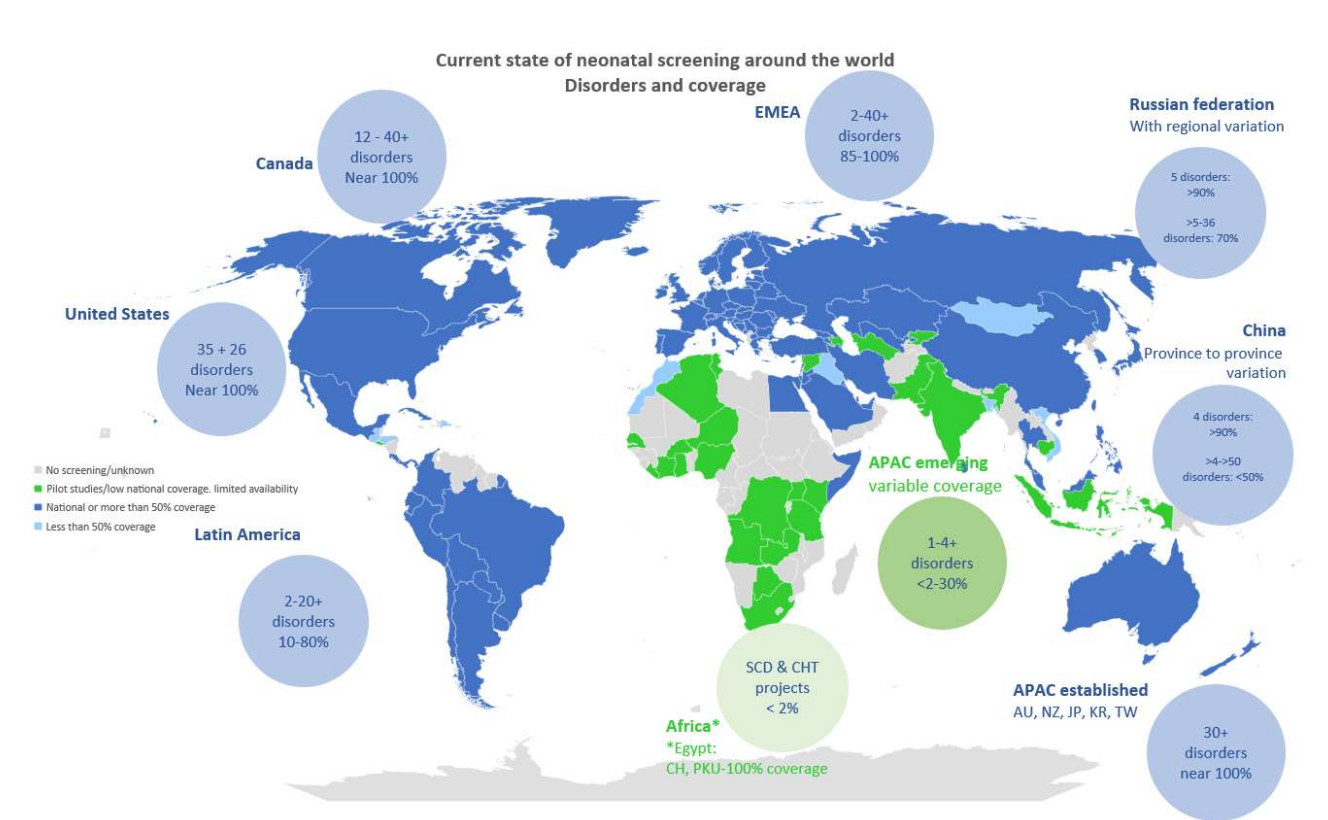 Current state of neonatal screening around the world
Disorders and coverage
Canada
12 - 40+
disorders
Near 100%
EMEA
2-40+
disorders
85-100%
Russian federation
With regional variation
5 disorders:
>90%
>5-36
disorders: 70%
United States
35 + 26
disorders
Near 100%
China
Province to province
variation
4 disorders:
>90%
>4->50
disorders: <50%
No screening/unknown
Pilot studies/low national coverage. limited availability
National or more than 50% coverage
Less than 50% coverage
APAC emerging
variable coverage
1-4+
disorders
<2-30%
Latin America
2-20+
disorders
10-80%
SCD & CHT
projects
< 2%
Africa*
*Egypt:
CH, PKU-100% coverage
APAC established
AU, NZ, JP, KR, TW
30+
disorders
near 100%